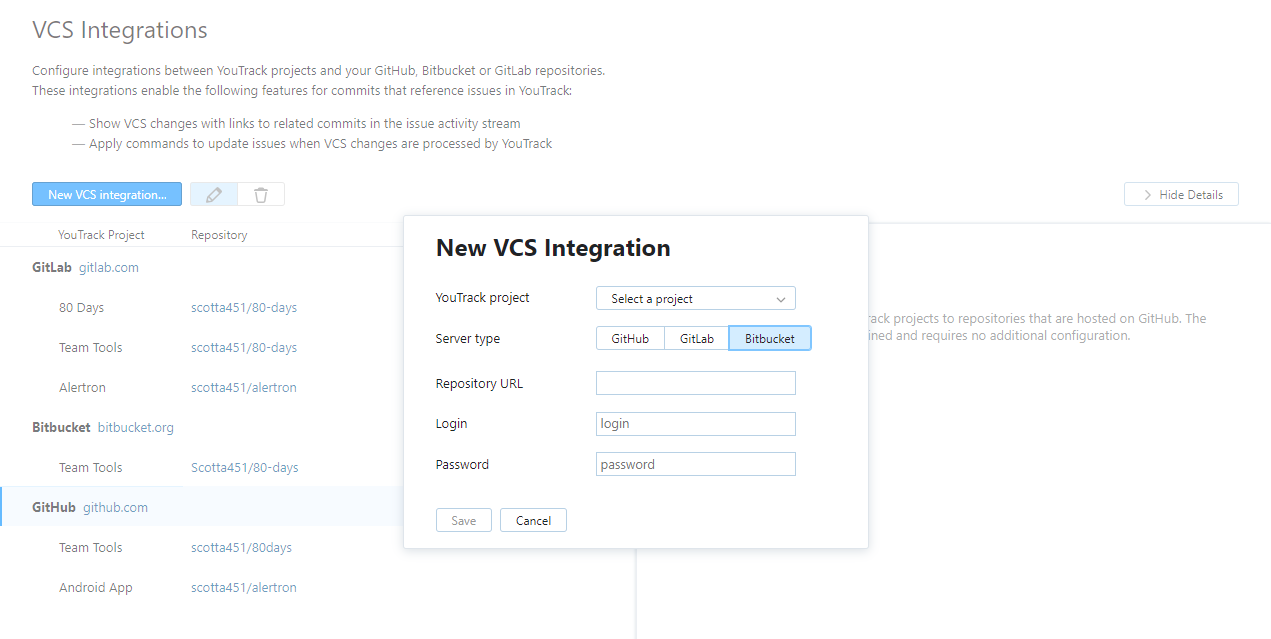 VCS Integrations
Configure integrations between YouTrack projects and your GitHub, Bitbucket or GitLab repositories.
These integrations enable the following features for commits that reference issues in YouTrack:
— Show VCS changes with links to related commits in the issue activity stream
— Apply commands to update issues when VCS changes are processed by YouTrack
New VCS integration...
Hide Details
YouTrack Project Repository
GitLab gitlab.com
80 Days scotta451/80-days
Team Tools scotta451/80-days
Alertron scotta451/alertron
Bitbucket bitbucket.org
Team Tools Scotta451/80-days
GitHub github.com
Team Tools scotta451/80days
Android App scotta451/alertron
New VCS Integration
YouTrack project Select a project
Server type GitHub GitLab Bitbucket
Repository URL
Login login
Password password
Save Cancel
projects to repositories that are hosted on GitHub. The
and requires no additional configuration.